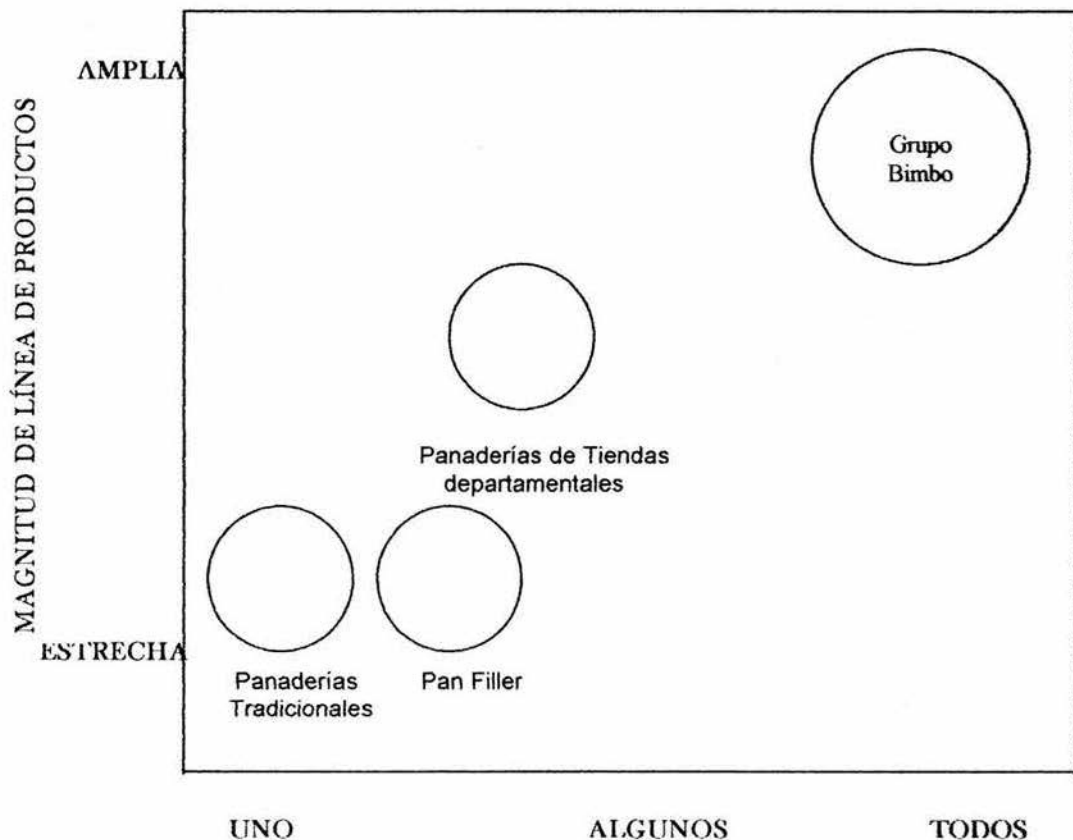 MAGNITUD DE LÍNEA DE PRODUCTOS
AMPLIA
Grupo
Bimbo
Panaderías de Tiendas
departamentales
ESTRECHA
Panaderías
Tradicionales
Pan Filler
UNO
ALGUNOS
TODOS